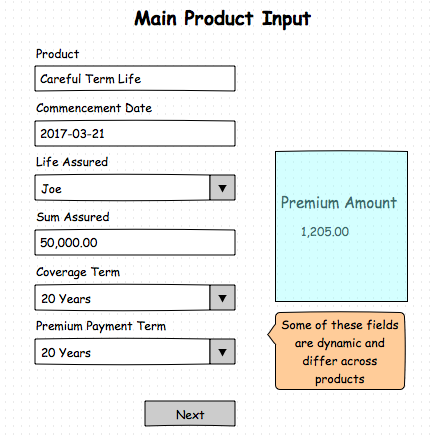 Main Product Input
Product
Careful Term Life
Commencement Date
2017-03-21
Life Assured
Joe
Sum Assured
50,000.00
Coverage Term
20 Years
Premium Payment Term
20 Years
Next
Premium Amount
1,205.00
Some of these fields
are dynamic and
differ across
products